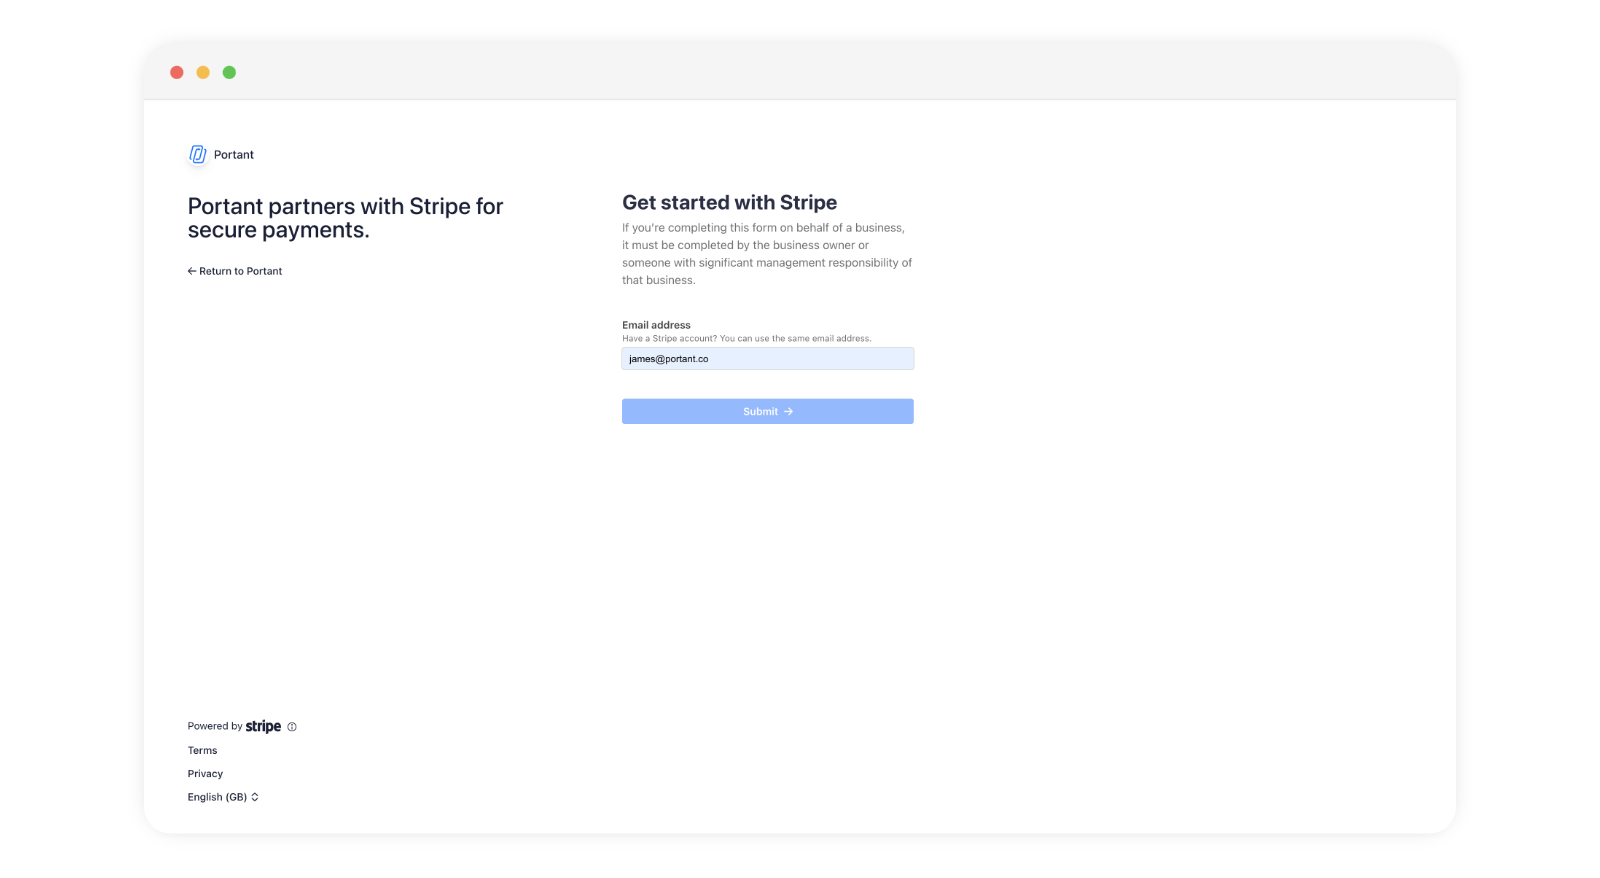 Portant
Portant partners with Stripe for
secure payments.
← Return to Portant
Get started with Stripe
If you're completing this form on behalf of a business,
it must be completed by the business owner or
someone with significant management responsibility of
that business.
Email address
Have a Stripe account? You can use the same email address.
james@portant.co
Submit →
Powered by stripe
Terms
Privacy
English (GB)